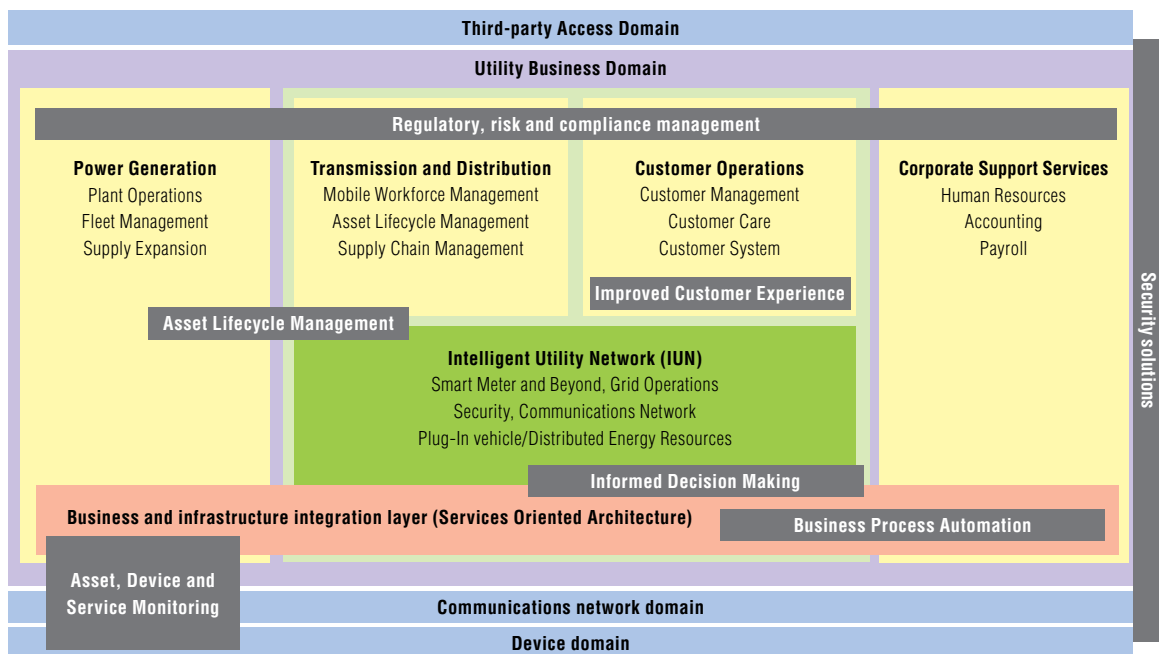 Third-party Access Domain
Utility Business Domain
Regulatory, risk and compliance management
Power Generation
Plant Operations
Fleet Management
Supply Expansion
Transmission and Distribution
Mobile Workforce Management
Asset Lifecycle Management
Supply Chain Management
Customer Operations
Customer Management
Customer Care
Customer System
Improved Customer Experience
Corporate Support Services
Human Resources
Accounting
Payroll
Security solutions
Asset Lifecycle Management
Intelligent Utility Network (IUN)
Smart Meter and Beyond, Grid Operations
Security, Communications Network
Plug-In vehicle/Distributed Energy Resources
Informed Decision Making
Business and infrastructure integration layer (Services Oriented Architecture)
Business Process Automation
Asset, Device and
Service Monitoring
Communications network domain
Device domain